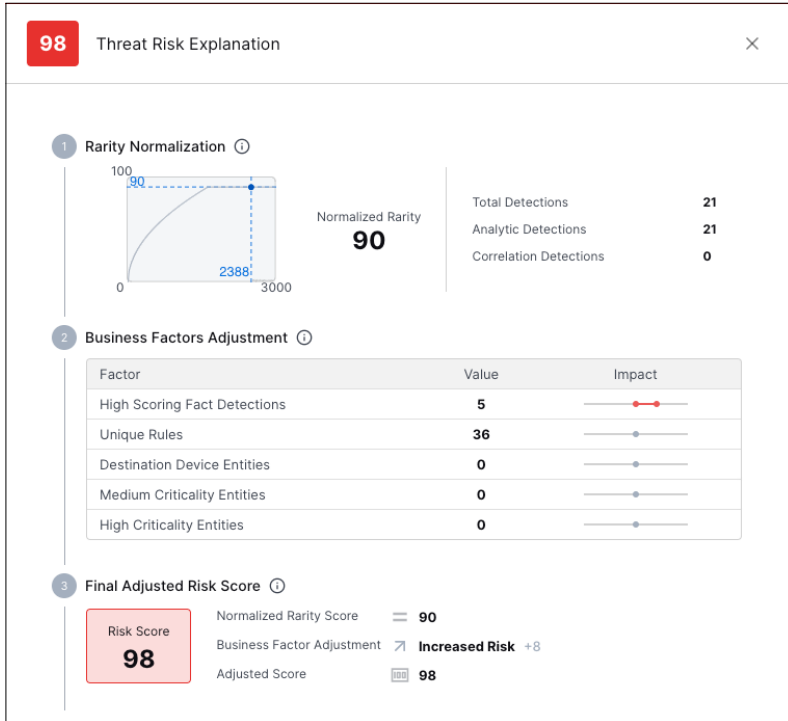 98 Threat Risk Explanation
1 Rarity Normalization
100
90
2388
0 3000
Normalized Rarity
90
Total Detections 21
Analytic Detections 21
Correlation Detections 0
2 Business Factors Adjustment
Factor Value Impact
High Scoring Fact Detections 5
Unique Rules 36
Destination Device Entities 0
Medium Criticality Entities 0
High Criticality Entities 0
3 Final Adjusted Risk Score
Risk Score
98
Normalized Rarity Score 90
Business Factor Adjustment Increased Risk +8
Adjusted Score 100 98